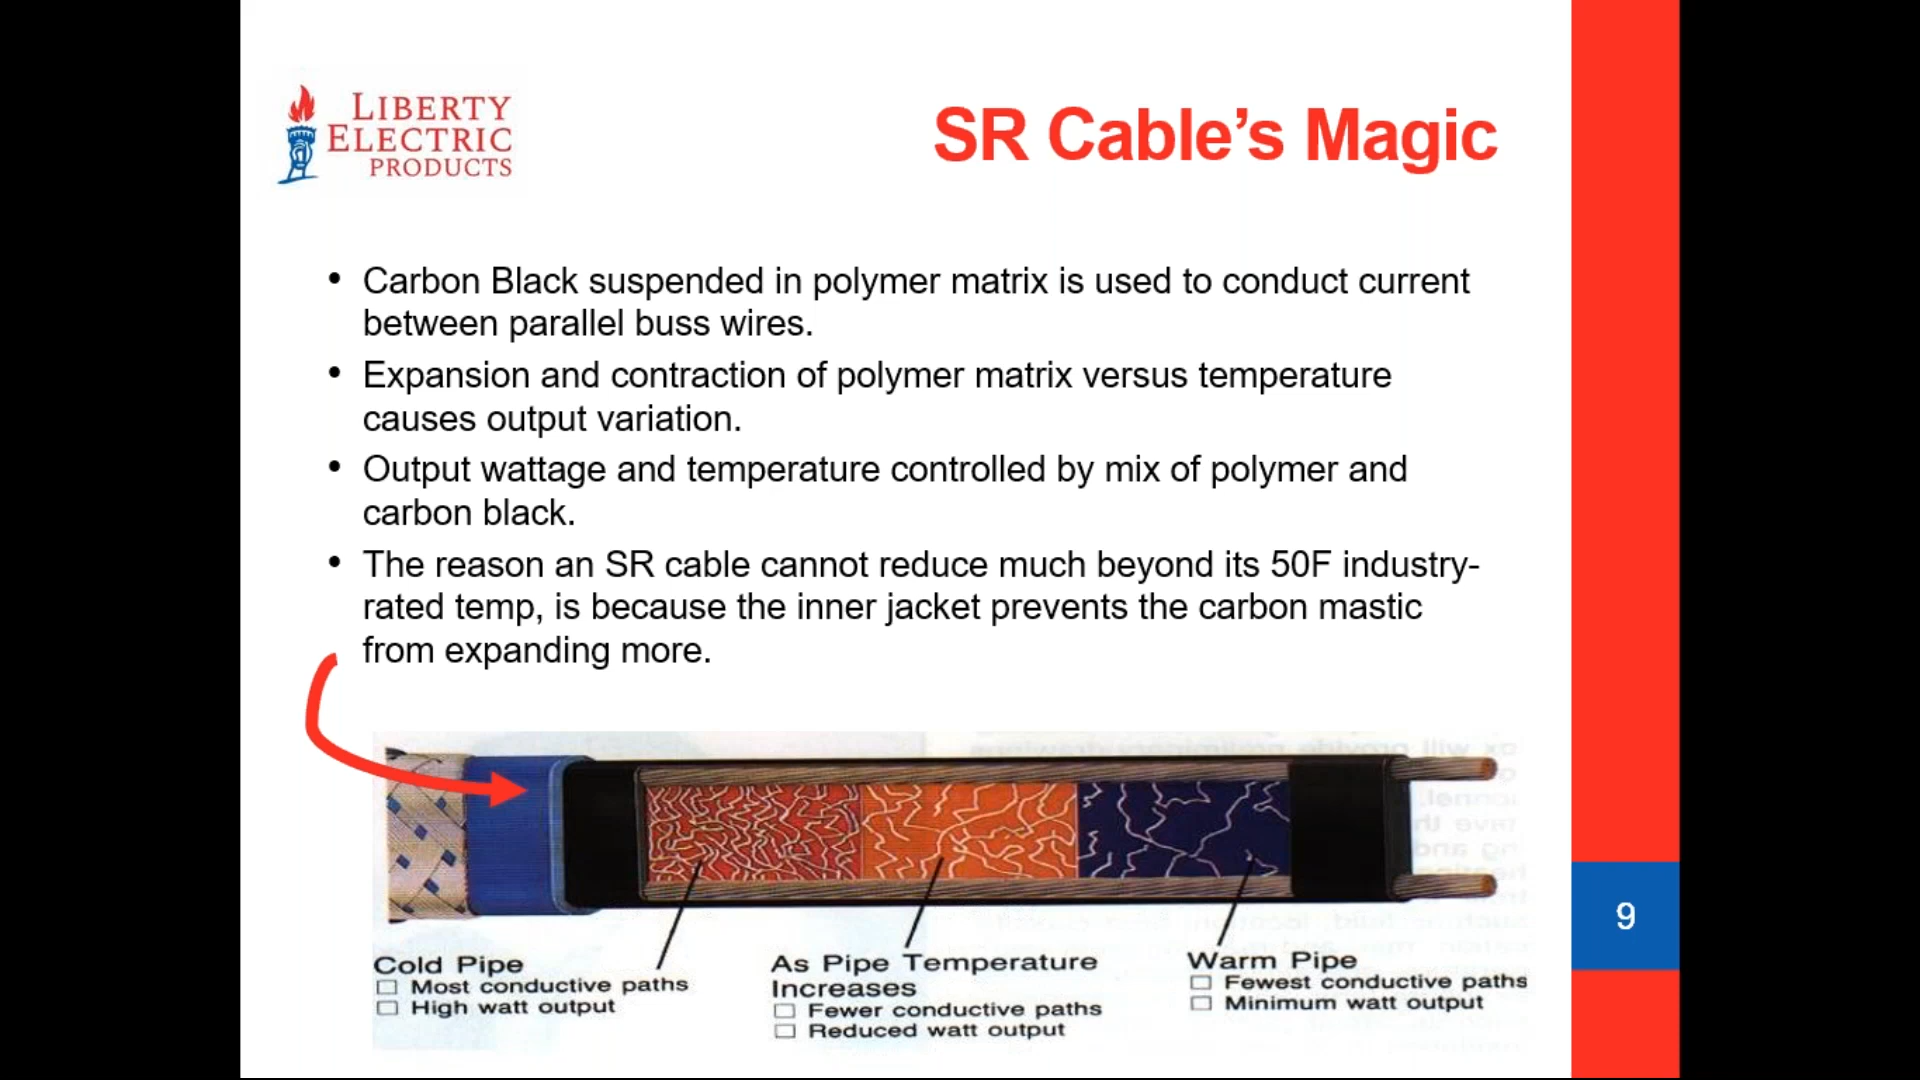 LIBERTY
ELECTRIC
PRODUCTS
SR Cable’s Magic
• Carbon Black suspended in polymer matrix is used to conduct current
between parallel buss wires.
• Expansion and contraction of polymer matrix versus temperature
causes output variation.
• Output wattage and temperature controlled by mix of polymer and
carbon black.
• The reason an SR cable cannot reduce much beyond its 50F industry-
rated temp, is because the inner jacket prevents the carbon mastic
from expanding more.
Cold Pipe
☐ Most conductive paths
☐ High watt output
As Pipe Temperature
Increases
☐ Fewer conductive paths
☐ Reduced watt output
Warm Pipe
☐ Fewest conductive paths
☐ Minimum watt output
9